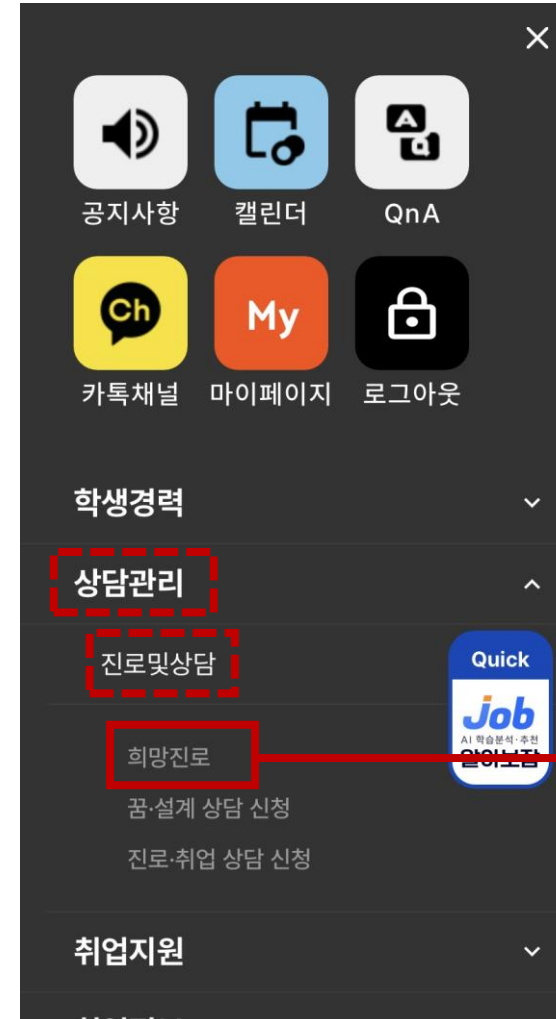 공지사항
캘린더
QnA
Ch
My
카톡채널
마이페이지
로그아웃
학생경력
상담관리
진로및상담
Quick
Job
AI 학습분석·추천
희망진로
꿈·설계 상담 신청
진로·취업 상담 신청
취업지원